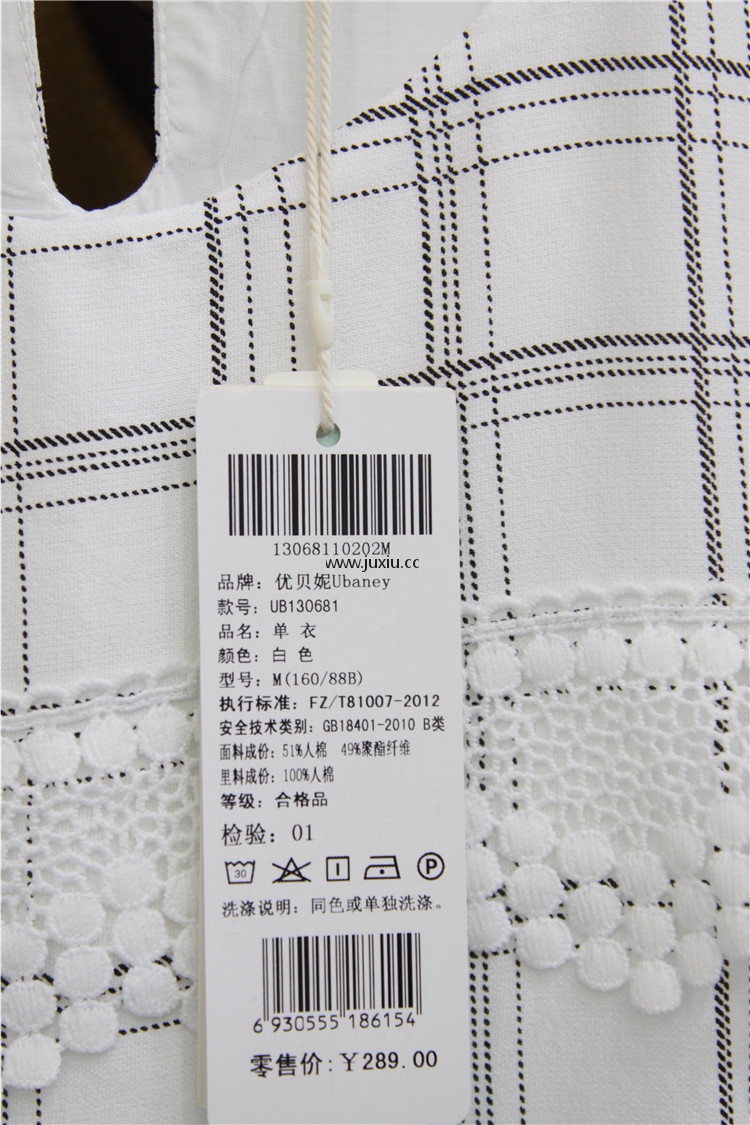 13068110202M
www.juxiu.cc
品牌：优贝妮Ubaney
款号：UB130681
品名：单 衣
颜色：白 色
型号：M(160/88B)
执行标准：FZ/T81007-2012
安全技术类别：GB18401-2010 B类
面料成份：51%人棉 49%聚酯纤维
里料成份：100%人棉
等级：合格品
检验：01
30 P
洗涤说明：同色或单独洗涤。
6 930555 186154
零售价:￥289.00